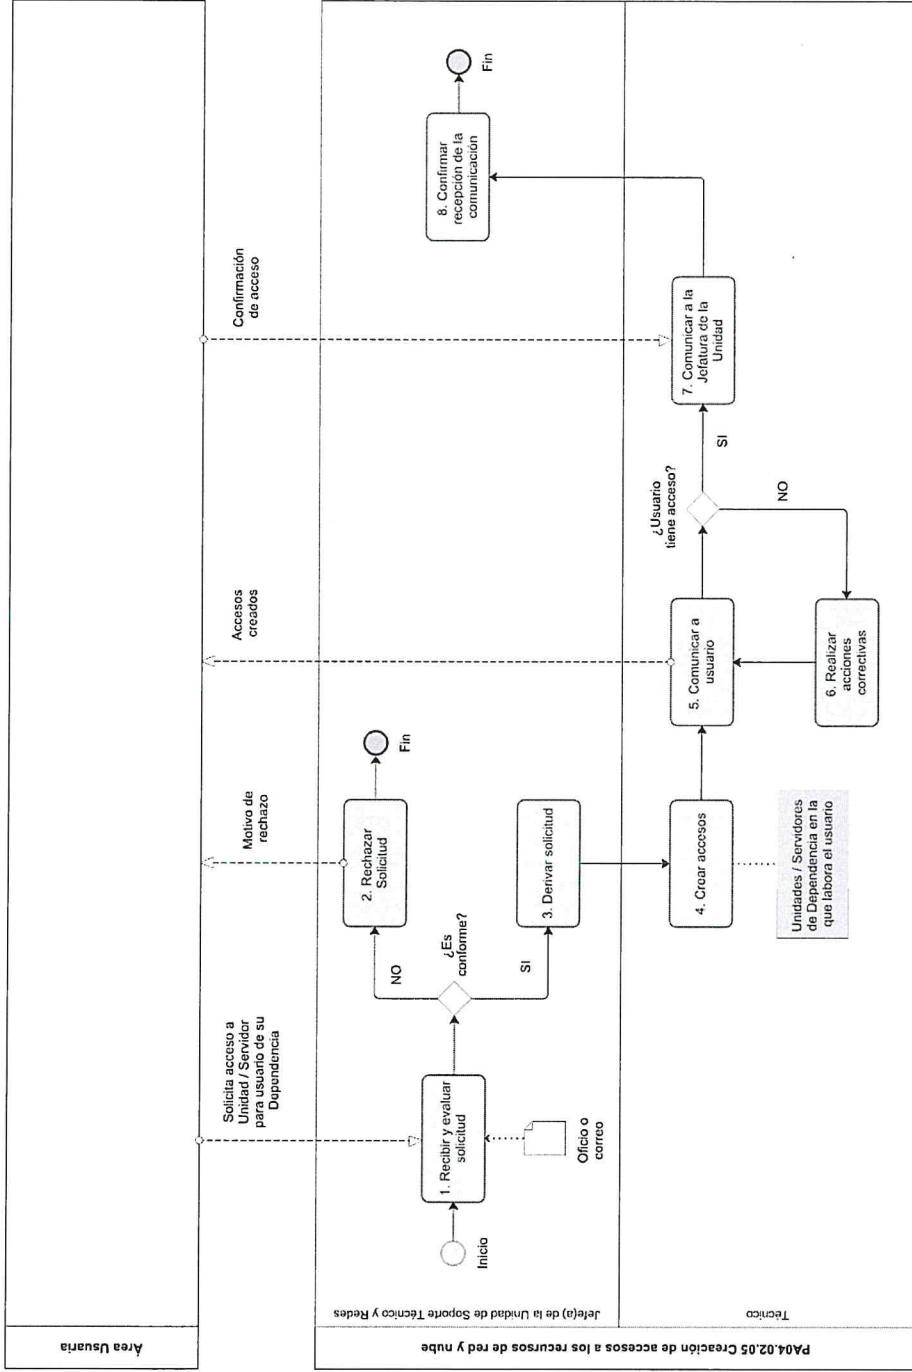 Área Usuaria
PA04.02.05 Creación de accesos a los recursos de red y nube
Jefe(a) de la Unidad de Soporte Técnico y Redes
Técnico
Solicita acceso a
Unidad / Servidor
para usuario de su
Dependencia
Motivo de
rechazo
Accesos
creados
Confirmación
de acceso
Inicio
1. Recibir y evaluar
solicitud
Oficio o
correo
¿Es
conforme?
NO
SI
2. Rechazar
Solicitud
Fin
3. Derivar solicitud
4. Crear accesos
Unidades / Servidores
de Dependencia en la
que labora el usuario
5. Comunicar a
usuario
¿Usuario
tiene acceso?
NO
SI
6. Realizar
acciones
correctivas
7. Comunicar a la
Jefatura de la
Unidad
8. Confirmar
recepción de la
comunicación
Fin